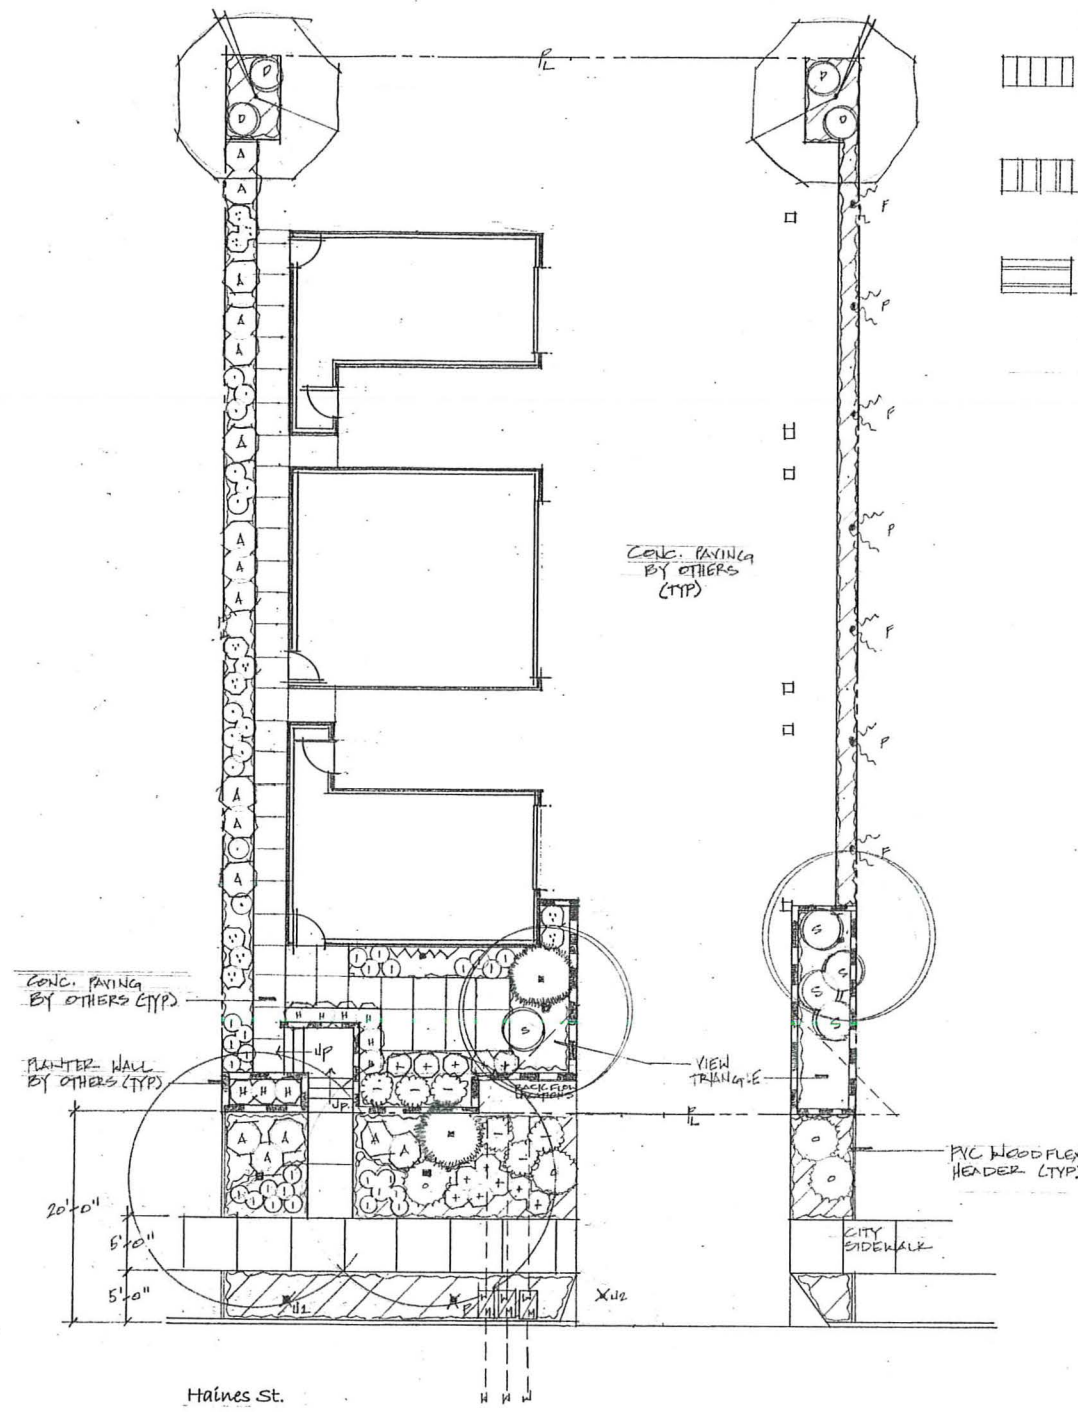 PL
D
D
D
D
A
A
F
A
A
P
A
F
A
CONC. PAVING
BY OTHERS
(TYP)
A
P
A
A
F
P
A
A
F
A
S
S
CONC. PAVING
BY OTHERS (TYP)
S
H H H H
S
S
H
UP
VIEW
TRIANGLE
PLANTER WALL
BY OTHERS (TYP)
H H H
UP
PL
A A
A
A
A
PVC WOODFLEX
HEADER (TYP)
20'-0"
5'-0"
CITY
SIDEWALK
5'-0"
W W W
M M M
Haines St.
W W W